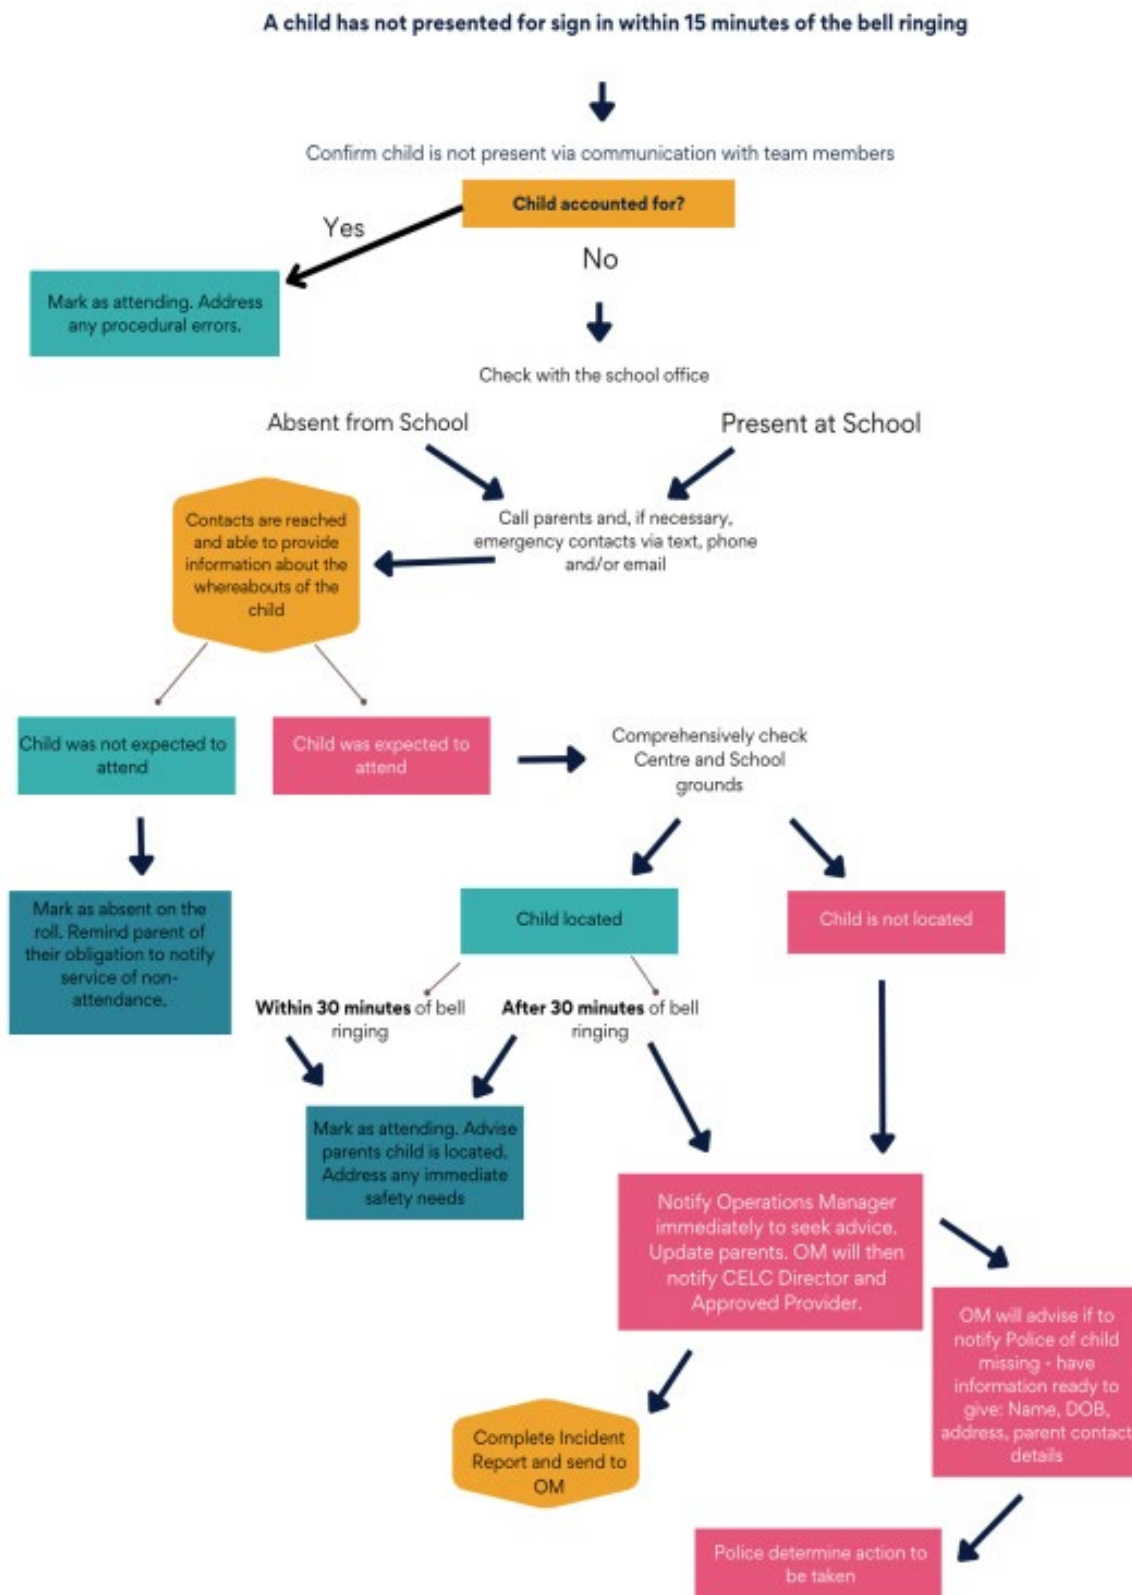 A child has not presented for sign in within 15 minutes of the bell ringing
Confirm child is not present via communication with team members
Child accounted for?
Yes
No
Mark as attending. Address
any procedural errors.
Check with the school office
Absent from School
Present at School
Contacts are reached
and able to provide
information about the
whereabouts of the
child
Call parents and, if necessary,
emergency contacts via text, phone
and/or email
Child was not expected to
attend
Child was expected to
attend
Comprehensively check
Centre and School
grounds
Mark as absent on the
roll. Remind parent of
their obligation to notify
service of non-
attendance.
Child located
Child is not located
Within 30 minutes of bell
ringing
After 30 minutes of bell
ringing
Mark as attending. Advise
parents child is located.
Address any immediate
safety needs
Notify Operations Manager
immediately to seek advice.
Update parents. OM will then
notify CELC Director and
Approved Provider.
OM will advise if to
notify Police of child
missing - have
information ready to
give: Name, DOB,
address, parent contact
details
Complete Incident
Report and send to
OM
Police determine action to
be taken